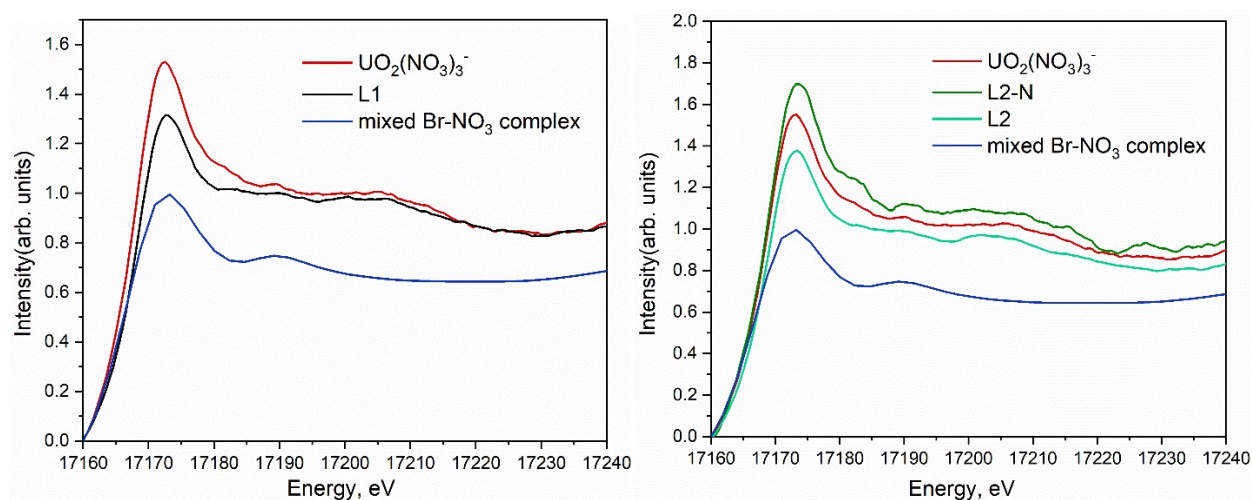 1.6
1.4
1.2
1.0
0.8
0.6
0.4
0.2
0.0
Intensity(arb. units)
UO₂(NO₃)₃⁻
L1
mixed Br-NO₃ complex
17160 17170 17180 17190 17200 17210 17220 17230 17240
Energy, eV
2.0
1.8
1.6
1.4
1.2
1.0
0.8
0.6
0.4
0.2
0.0
Intensity(arb. units)
UO₂(NO₃)₃⁻
L2-N
L2
mixed Br-NO₃ complex
17160 17170 17180 17190 17200 17210 17220 17230 17240
Energy, eV